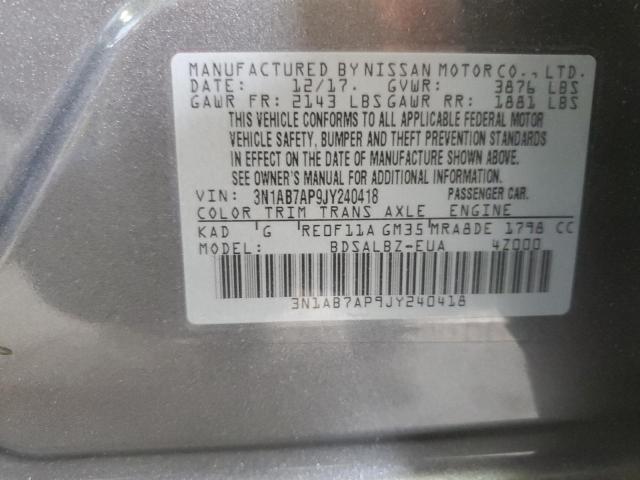 MANUFACTURED BY NISSAN MOTOR CO., LTD.
DATE: 12/17. GVWR: 3876 LBS
GAWR FR: 2143 LBS GAWR RR: 1881 LBS
THIS VEHICLE CONFORMS TO ALL APPLICABLE FEDERAL MOTOR
VEHICLE SAFETY, BUMPER AND THEFT PREVENTION STANDARDS
IN EFFECT ON THE DATE OF MANUFACTURE SHOWN ABOVE.
SEE OWNER'S MANUAL FOR ADDITIONAL INFORMATION.
VIN: 3N1AB7AP9JY240418 PASSENGER CAR.
COLOR TRIM TRANS AXLE ENGINE
KAD G RE0F11A GM35 MRA8DE 1798 CC
MODEL: BDSALBZ-EUA 4Z000
3N1AB7AP9JY240418